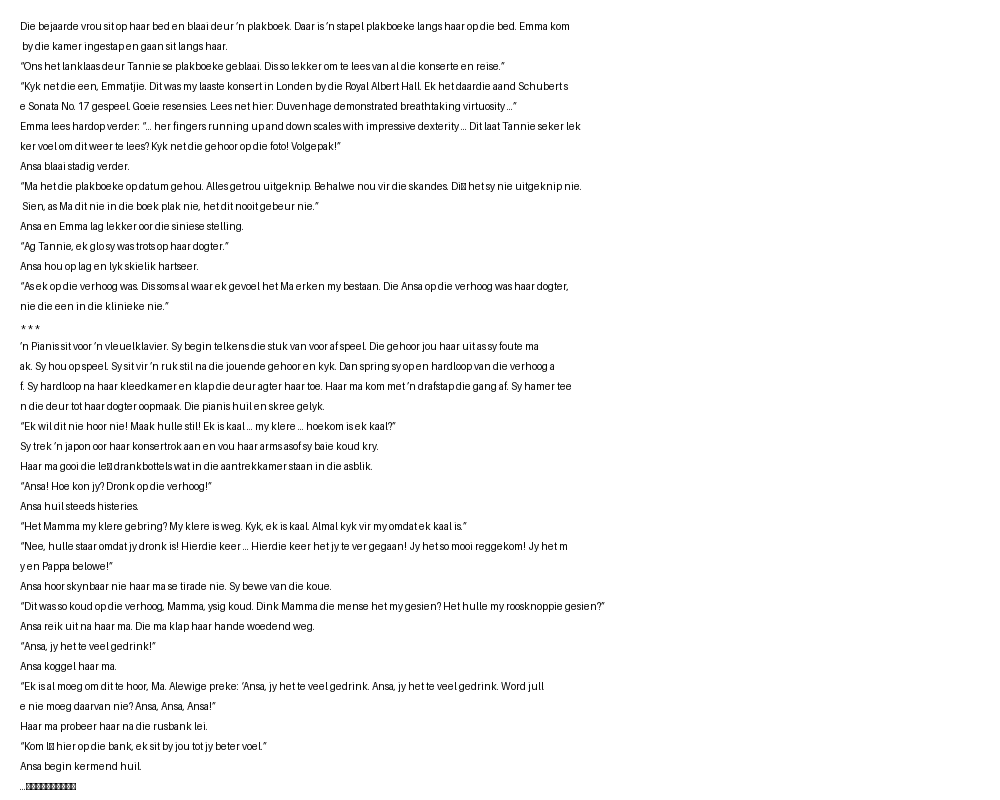 Die bejaarde vrou sit op haar bed en blaai deur ’n plakboek. Daar is ’n stapel plakboeke langs haar op die bed. Emma kom
by die kamer ingestap en gaan sit langs haar.
“Ons het lanklaas deur Tannie se plakboeke geblaai. Dis so lekker om te lees van al die konserte en reise.”
“Kyk net die een, Emmatjie. Dit was my laaste konsert in Londen by die Royal Albert Hall. Ek het daardie aand Schubert s
e Sonata No. 17 gespeel. Goeie resensies. Lees net hier: Duvenhage demonstrated breathtaking virtuosity …”
Emma lees hardop verder: “… her fingers running up and down scales with impressive dexterity … Dit laat Tannie seker lek
ker voel om dit weer te lees? Kyk net die gehoor op die foto! Volgepak!”
Ansa blaai stadig verder.
“Ma het die plakboeke op datum gehou. Alles getrou uitgeknip. Behalwe nou vir die skandes. Di▯ het sy nie uitgeknip nie.
Sien, as Ma dit nie in die boek plak nie, het dit nooit gebeur nie.”
Ansa en Emma lag lekker oor die siniese stelling.
“Ag Tannie, ek glo sy was trots op haar dogter.”
Ansa hou op lag en lyk skielik hartseer.
“As ek op die verhoog was. Dis soms al waar ek gevoel het Ma erken my bestaan. Die Ansa op die verhoog was haar dogter,
nie die een in die klinieke nie.”
* * *
’n Pianis sit voor ’n vleuelklavier. Sy begin telkens die stuk van voor af speel. Die gehoor jou haar uit as sy foute ma
ak. Sy hou op speel. Sy sit vir ’n ruk stil na die jouende gehoor en kyk. Dan spring sy op en hardloop van die verhoog a
f. Sy hardloop na haar kleedkamer en klap die deur agter haar toe. Haar ma kom met ’n drafstap die gang af. Sy hamer tee
n die deur tot haar dogter oopmaak. Die pianis huil en skree gelyk.
“Ek wil dit nie hoor nie! Maak hulle stil! Ek is kaal … my klere … hoekom is ek kaal?”
Sy trek ’n japon oor haar konsertrok aan en vou haar arms asof sy baie koud kry.
Haar ma gooi die le▯ drankbottels wat in die aantrekkamer staan in die asblik.
“Ansa! Hoe kon jy? Dronk op die verhoog!”
Ansa huil steeds histeries.
“Het Mamma my klere gebring? My klere is weg. Kyk, ek is kaal. Almal kyk vir my omdat ek kaal is.”
“Nee, hulle staar omdat jy dronk is! Hierdie keer … Hierdie keer het jy te ver gegaan! Jy het so mooi reggekom! Jy het m
y en Pappa belowe!”
Ansa hoor skynbaar nie haar ma se tirade nie. Sy bewe van die koue.
“Dit was so koud op die verhoog, Mamma, ysig koud. Dink Mamma die mense het my gesien? Het hulle my roosknoppie gesien?”
Ansa reik uit na haar ma. Die ma klap haar hande woedend weg.
“Ansa, jy het te veel gedrink!”
Ansa koggel haar ma.
“Ek is al moeg om dit te hoor, Ma. Alewige preke: ‘Ansa, jy het te veel gedrink. Ansa, jy het te veel gedrink. Word jull
e nie moeg daarvan nie? Ansa, Ansa, Ansa!”
Haar ma probeer haar na die rusbank lei.
“Kom l▯ hier op die bank, ek sit by jou tot jy beter voel.”
Ansa begin kermend huil.
…